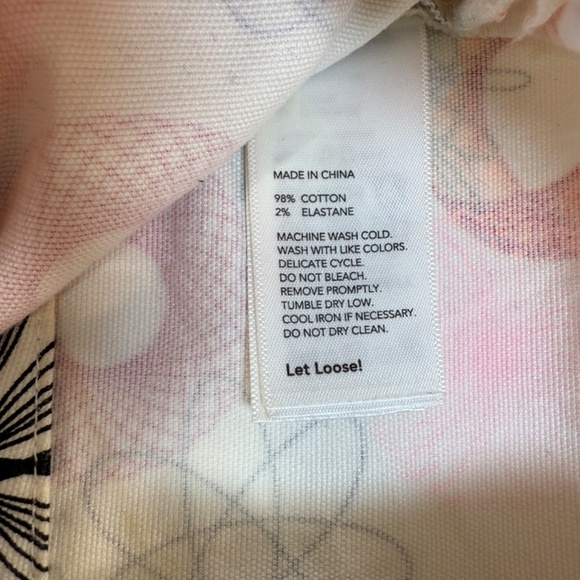 MADE IN CHINA
98% COTTON
2% ELASTANE
MACHINE WASH COLD.
WASH WITH LIKE COLORS.
DELICATE CYCLE.
DO NOT BLEACH.
REMOVE PROMPTLY.
TUMBLE DRY LOW.
COOL IRON IF NECESSARY.
DO NOT DRY CLEAN.
Let Loose!